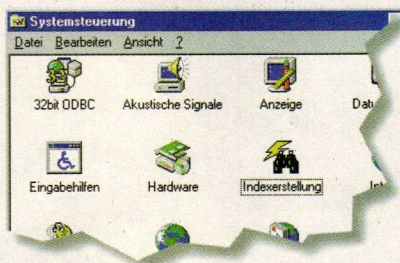 Systemsteuerung
Datei Bearbeiten Ansicht ?
32bit ODBC Akustische Signale Anzeige
Eingabehilfen Hardware Indexerstellung